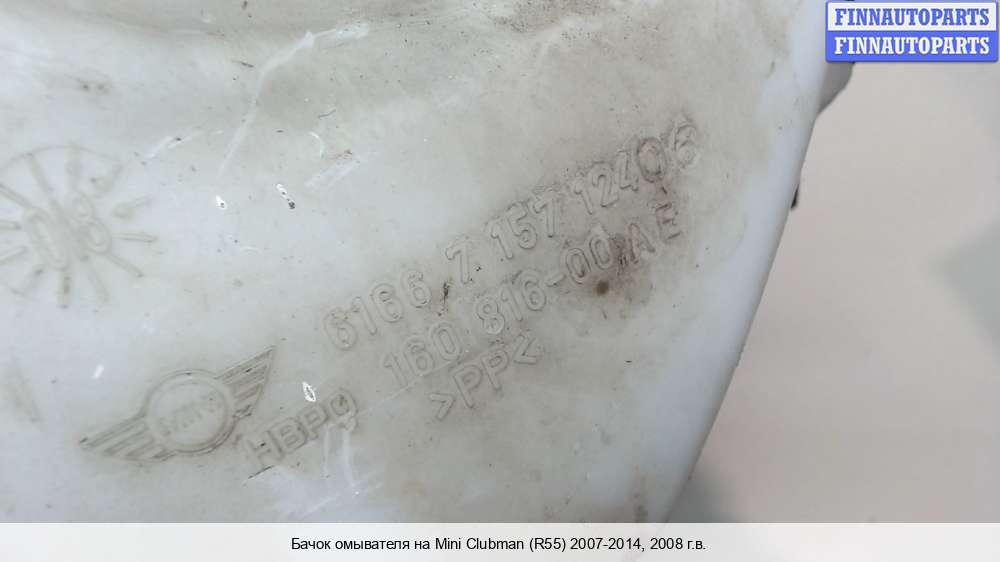 FINNAUTOPARTS
FINNAUTOPARTS
6166 7 157 12406
160 816-00 AE
>PP<
HBPO
MINI
08
Бачок омывателя на Mini Clubman (R55) 2007-2014, 2008 г.в.